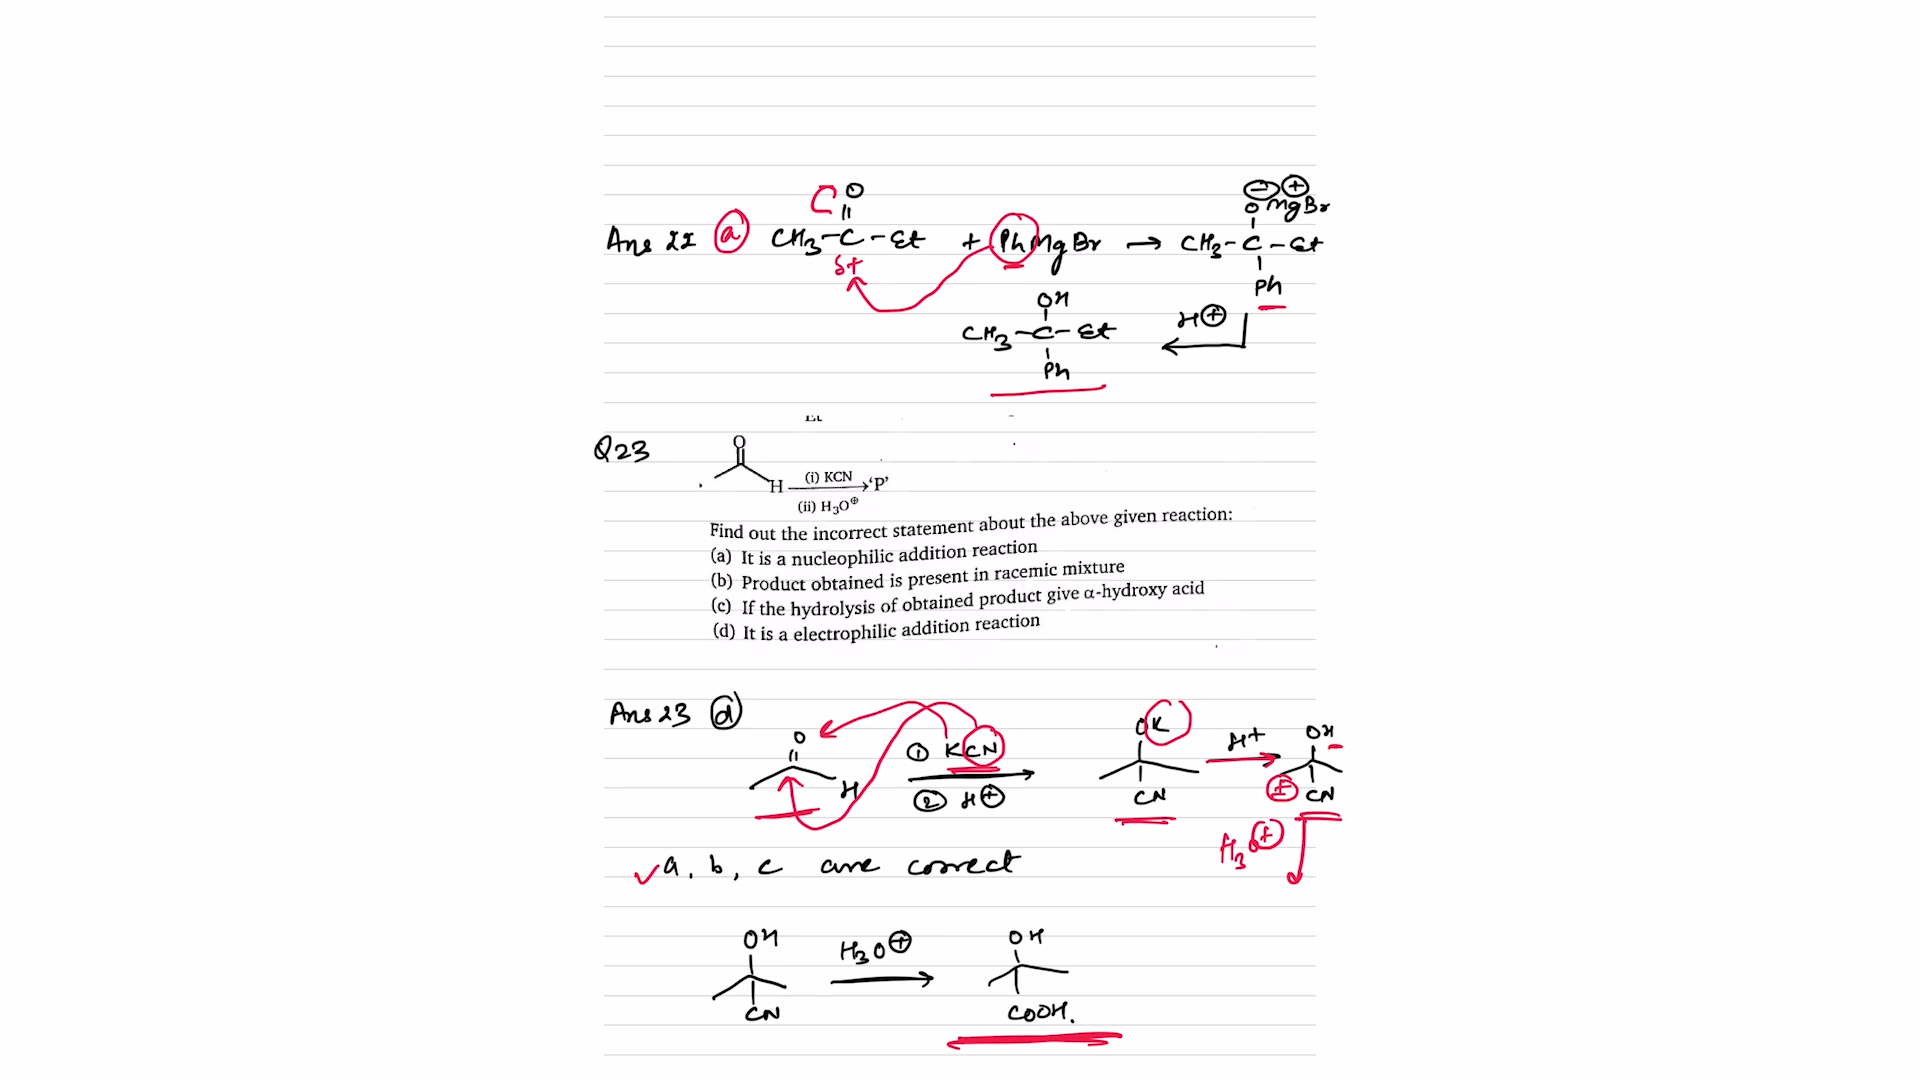 O ⊖ ⊕
|| O MgBr
Ans 22 (a) CH3-C-Et + PhMgBr → CH3-C-Et
δ+ Ph
OH H⊕
CH3-C-Et
Ph
Et
Q23 O
H (i) KCN 'P'
(ii) H3O⊕
Find out the incorrect statement about the above given reaction:
(a) It is a nucleophilic addition reaction
(b) Product obtained is present in racemic mixture
(c) If the hydrolysis of obtained product give α-hydroxy acid
(d) It is a electrophilic addition reaction
Ans 23 (d)
O ① KCN OK H+ OH
H ② H⊕ CN CN
H3O⊕
✓a, b, c are correct
OH H3O⊕ OH
CN COOH.